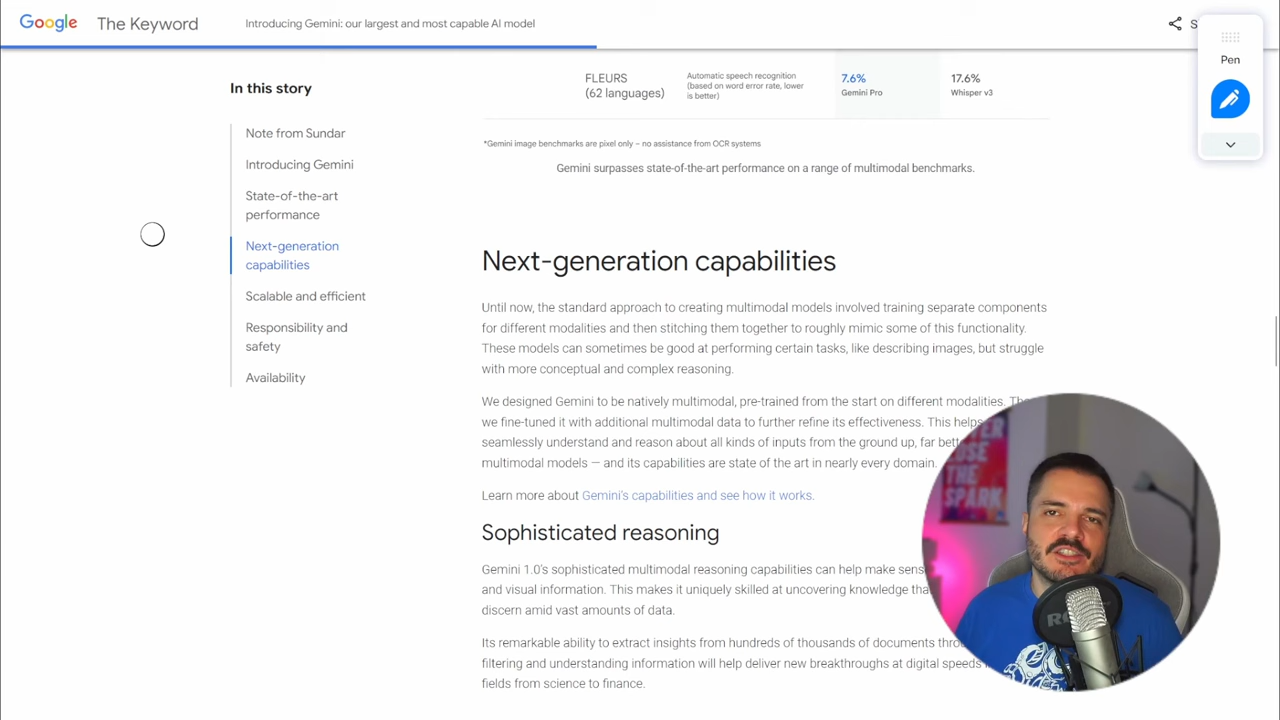 Google The Keyword Introducing Gemini: our largest and most capable AI model
Pen
In this story
Note from Sundar
Introducing Gemini
State-of-the-art
performance
Next-generation
capabilities
Scalable and efficient
Responsibility and
safety
Availability
FLEURS
(62 languages)
Automatic speech recognition
(based on word error rate, lower
is better)
7.6%
Gemini Pro
17.6%
Whisper v3
*Gemini image benchmarks are pixel only – no assistance from OCR systems
Gemini surpasses state-of-the-art performance on a range of multimodal benchmarks.
Next-generation capabilities
Until now, the standard approach to creating multimodal models involved training separate components
for different modalities and then stitching them together to roughly mimic some of this functionality.
These models can sometimes be good at performing certain tasks, like describing images, but struggle
with more conceptual and complex reasoning.
We designed Gemini to be natively multimodal, pre-trained from the start on different modalities.
we fine-tuned it with additional multimodal data to further refine its effectiveness. This helps
seamlessly understand and reason about all kinds of inputs from the ground up, far
multimodal models — and its capabilities are state of the art in nearly every domain.
Learn more about Gemini's capabilities and see how it works.
Sophisticated reasoning
Gemini 1.0's sophisticated multimodal reasoning capabilities can help make
and visual information. This makes it uniquely skilled at uncovering knowledge
discern amid vast amounts of data.
Its remarkable ability to extract insights from hundreds of thousands of documents
filtering and understanding information will help deliver new breakthroughs at digital speeds
fields from science to finance.
USE
THE
SPARK